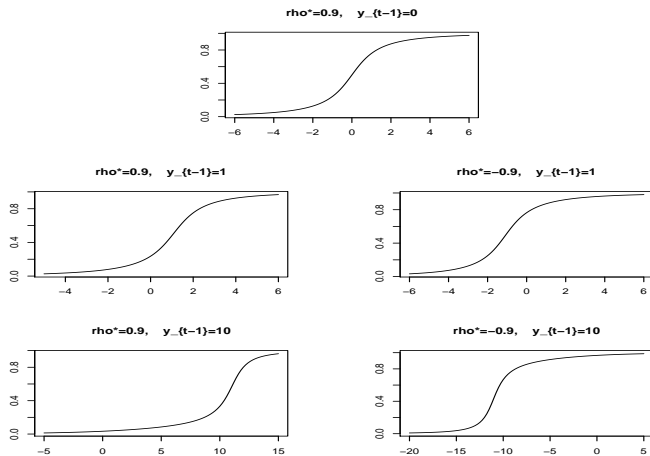 rho*=0.9, y_{t−1}=0
0.0 0.4 0.8
−6 −4 −2 0 2 4 6
rho*=0.9, y_{t−1}=1
0.0 0.4 0.8
−4 −2 0 2 4 6
rho*=−0.9, y_{t−1}=1
0.0 0.4 0.8
−6 −4 −2 0 2 4 6
rho*=0.9, y_{t−1}=10
0.0 0.4 0.8
−5 0 5 10 15
rho*=−0.9, y_{t−1}=10
0.0 0.4 0.8
−20 −15 −10 −5 0 5